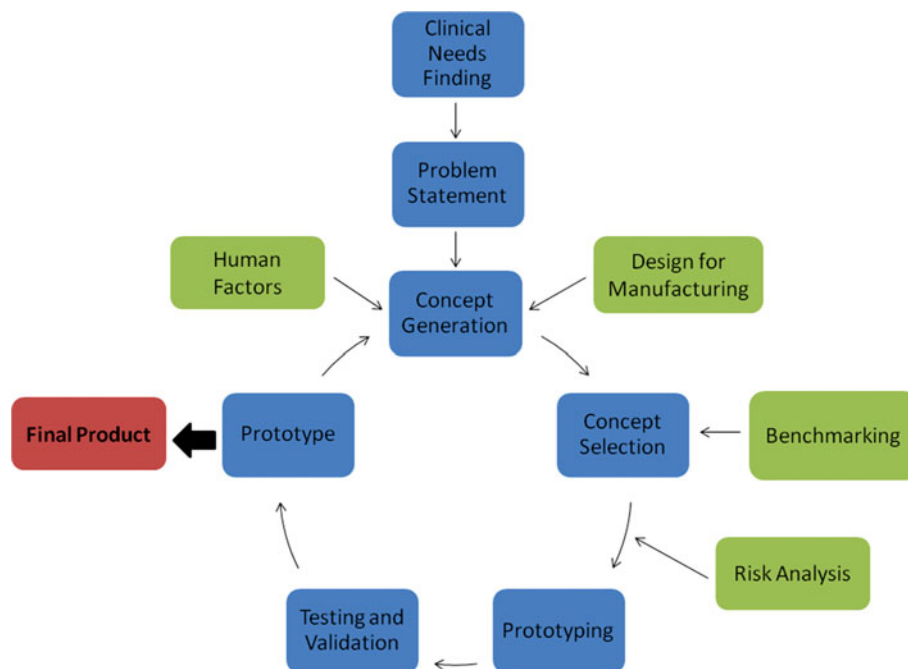 Clinical
Needs
Finding
Problem
Statement
Human
Factors
Design for
Manufacturing
Concept
Generation
Final Product
Prototype
Concept
Selection
Benchmarking
Risk Analysis
Testing and
Validation
Prototyping